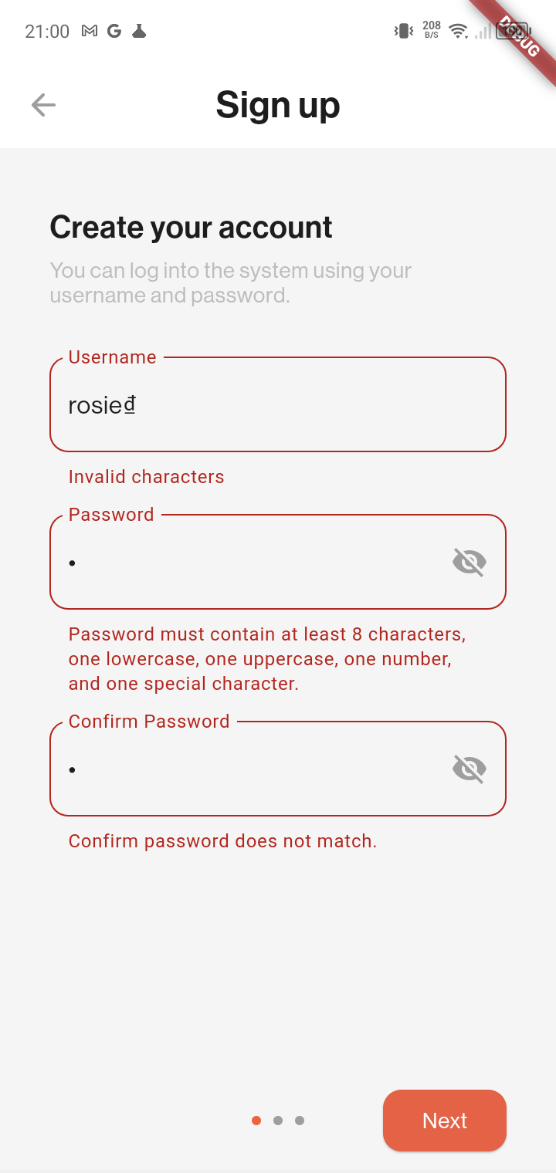 21:00 M G 208
B/S
DEBUG
Sign up
Create your account
You can log into the system using your
username and password.
Username
rosie₫
Invalid characters
Password
•
Password must contain at least 8 characters,
one lowercase, one uppercase, one number,
and one special character.
Confirm Password
•
Confirm password does not match.
Next